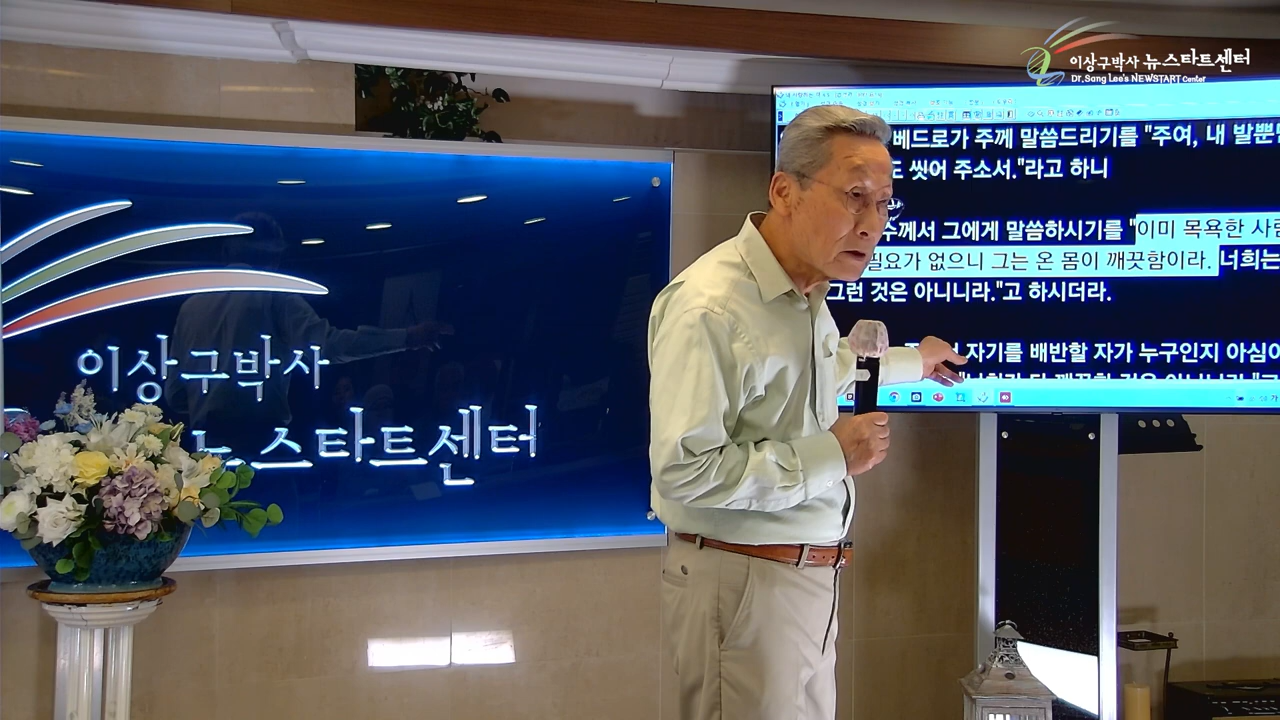 이상구박사 뉴스타트센터
Dr. Sang Lee's NEWSTART Center
베드로가 주께 말씀드리기를 "주여, 내 발뿐
씻어 주소서."라고 하니
주께서 그에게 말씀하시기를 "이미 목욕한
필요가 없으니 그는 온 몸이 깨끗함이라. 너희는
그런 것은 아니니라."고 하시더라.
자기를 배반할 자가 누구인지
이상구박사
뉴스타트센터